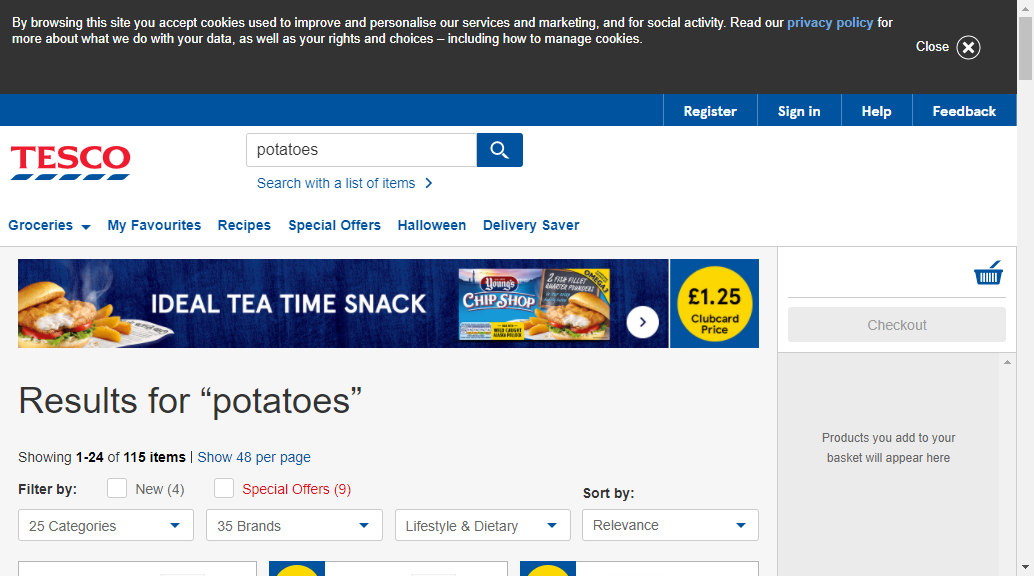 By browsing this site you accept cookies used to improve and personalise our services and marketing, and for social activity. Read our privacy policy for
more about what we do with your data, as well as your rights and choices – including how to manage cookies.
Close
Register Sign in Help Feedback
TESCO
potatoes
Search with a list of items
Groceries My Favourites Recipes Special Offers Halloween Delivery Saver
IDEAL TEA TIME SNACK
Young's
CHIP SHOP
2 FISH FILLET
QUARTER POUNDERS
OMEGA 3
£1.25
Clubcard
Price
Checkout
Products you add to your
basket will appear here
Results for “potatoes”
Showing 1-24 of 115 items | Show 48 per page
Filter by: New (4) Special Offers (9)
Sort by:
25 Categories 35 Brands Lifestyle & Dietary Relevance